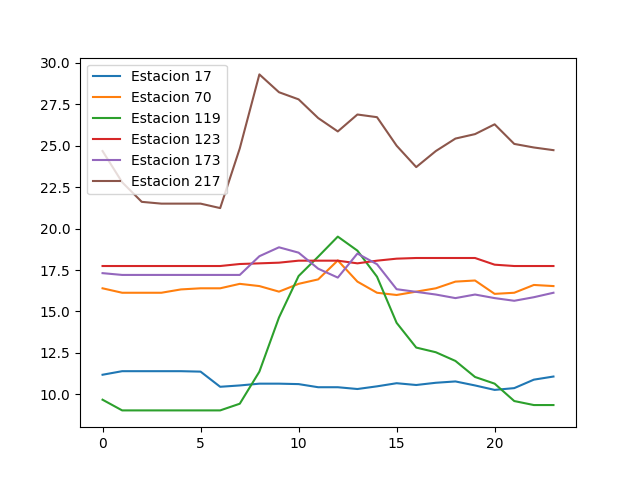 30.0
27.5
25.0
22.5
20.0
17.5
15.0
12.5
10.0
Estacion 17
Estacion 70
Estacion 119
Estacion 123
Estacion 173
Estacion 217
0 5 10 15 20